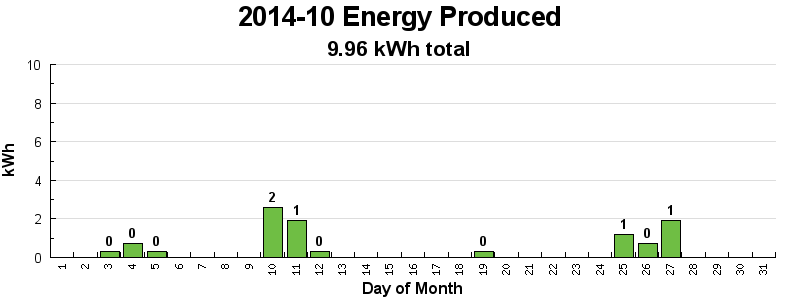 2014-10 Energy Produced
9.96 kWh total
10
8
6
4
2
0
kWh
0 0 0 2 1 0 0 1 0 1
1 2 3 4 5 6 7 8 9 10 11 12 13 14 15 16 17 18 19 20 21 22 23 24 25 26 27 28 29 30 31
Day of Month